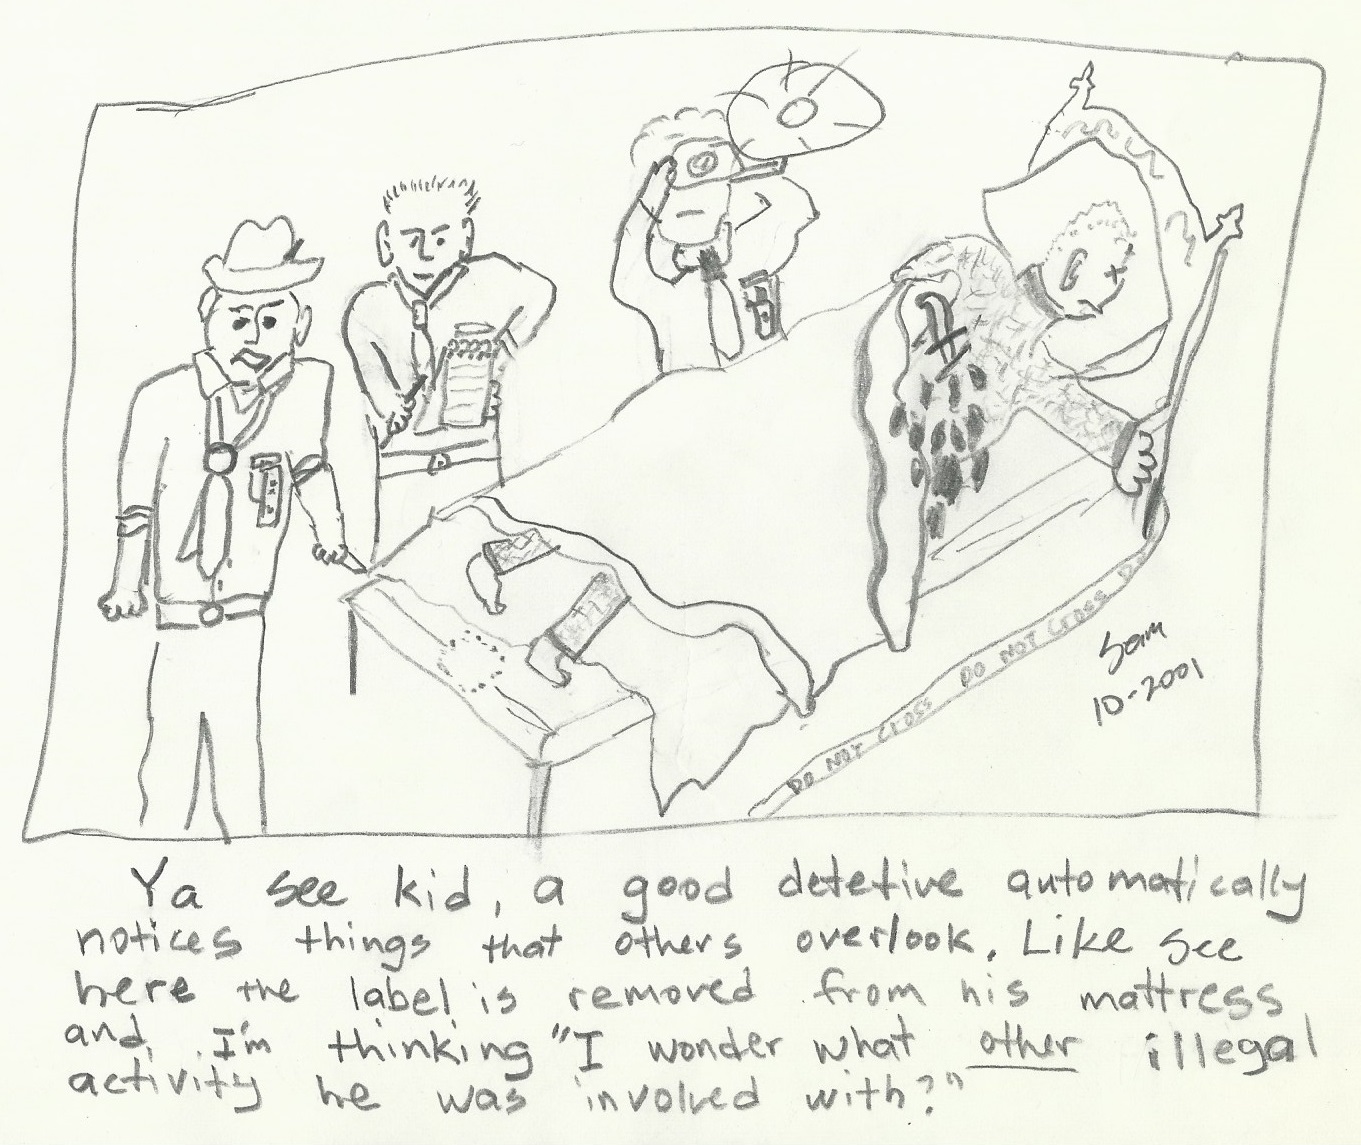 DO NOT CROSS DO NOT CROSS DO
Sam
10-2001
Ya see kid, a good detetive automatically
notices things that others overlook. Like see
here the label is removed from his mattress
and I'm thinking "I wonder what other illegal
activity he was involved with?"